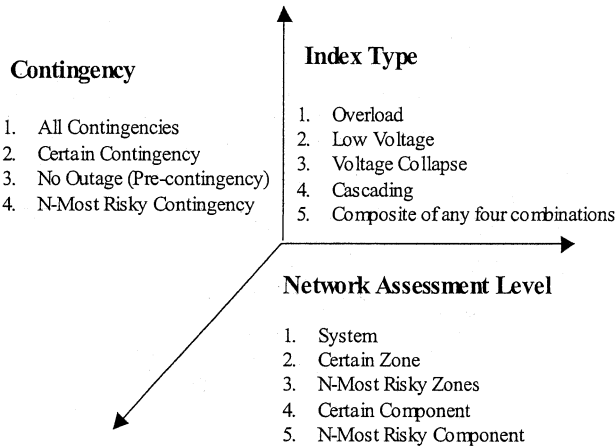 Contingency
1. All Contingencies
2. Certain Contingency
3. No Outage (Pre-contingency)
4. N-Most Risky Contingency
Index Type
1. Overload
2. Low Voltage
3. Voltage Collapse
4. Cascading
5. Composite of any four combinations
Network Assessment Level
1. System
2. Certain Zone
3. N-Most Risky Zones
4. Certain Component
5. N-Most Risky Component